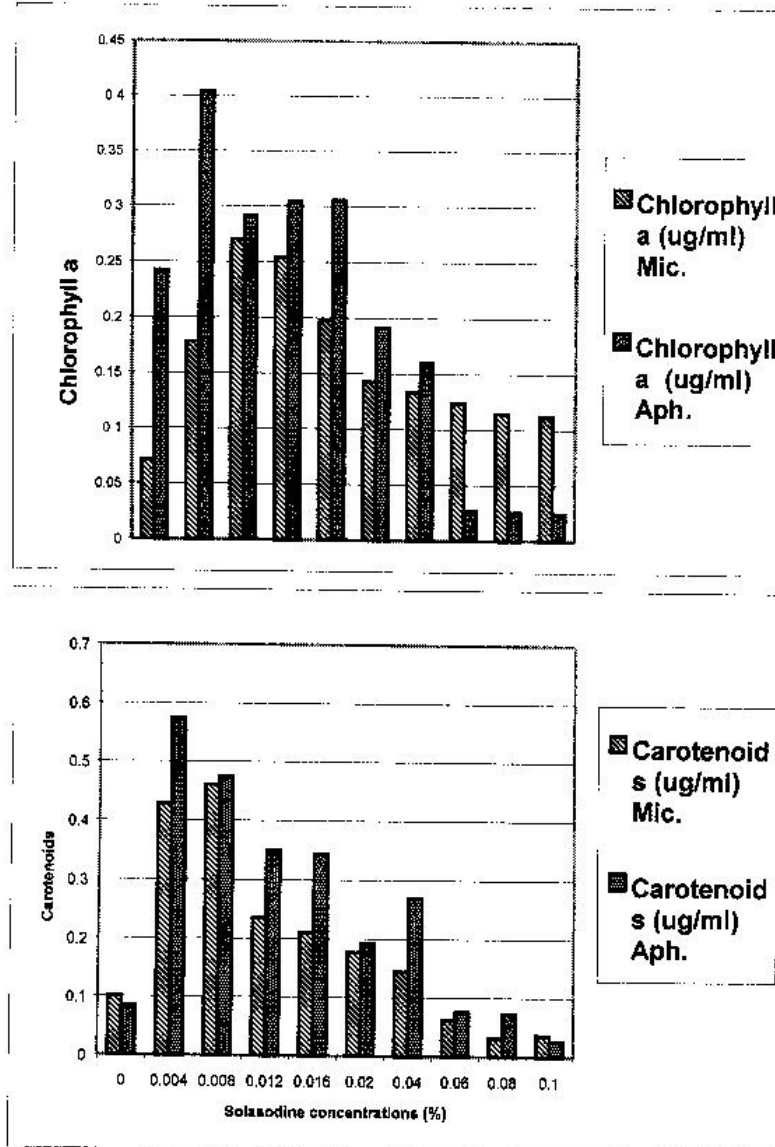 0.45
0.4
0.35
0.3
0.25
0.2
0.15
0.1
0.05
0
Chlorophyll a
Chlorophyll
a (ug/ml)
Mic.
Chlorophyll
a (ug/ml)
Aph.
0.7
0.6
0.5
0.4
0.3
0.2
0.1
0
Carotenoids
0 0.004 0.008 0.012 0.016 0.02 0.04 0.06 0.08 0.1
Solasodine concentrations (%)
Carotenoid
s (ug/ml)
Mic.
Carotenoid
s (ug/ml)
Aph.